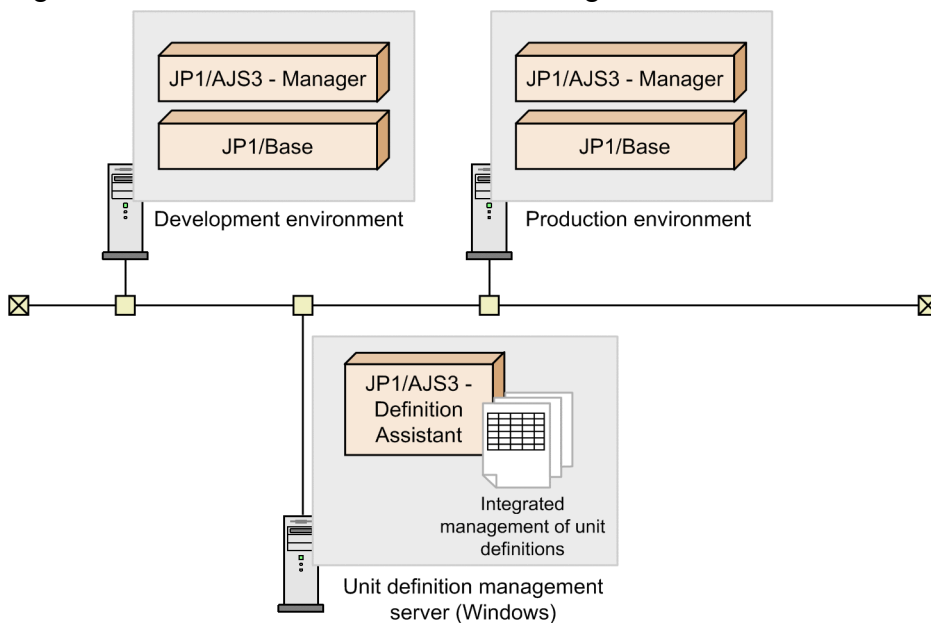 JP1/AJS3 - Manager
JP1/Base
Development environment
JP1/AJS3 - Manager
JP1/Base
Production environment
JP1/AJS3 -
Definition
Assistant
Integrated
management of unit
definitions
Unit definition management
server (Windows)